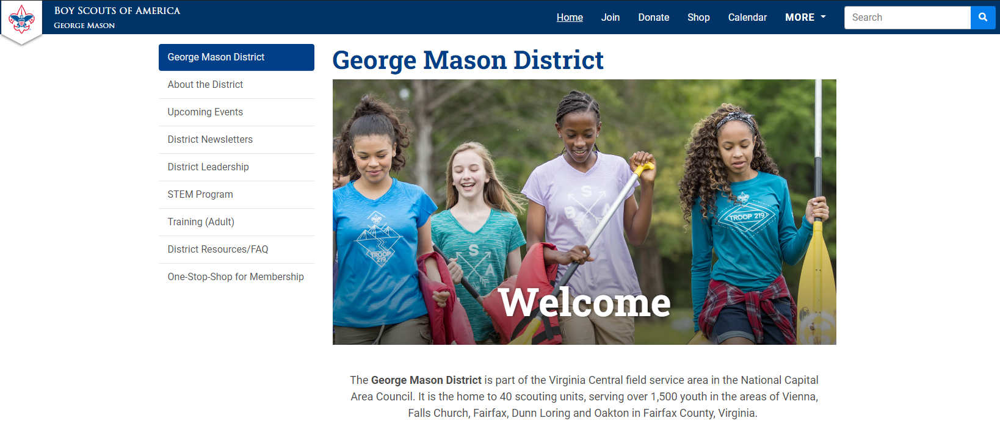 BOY SCOUTS OF AMERICA
GEORGE MASON
Home
Join
Donate
Shop
Calendar
MORE
Search
George Mason District
About the District
Upcoming Events
District Newsletters
District Leadership
STEM Program
Training (Adult)
District Resources/FAQ
One-Stop-Shop for Membership
George Mason District
TROOP
219
S
A
S
B A
TROOP 219
Welcome
The George Mason District is part of the Virginia Central field service area in the National Capital
Area Council. It is the home to 40 scouting units, serving over 1,500 youth in the areas of Vienna,
Falls Church, Fairfax, Dunn Loring and Oakton in Fairfax County, Virginia.